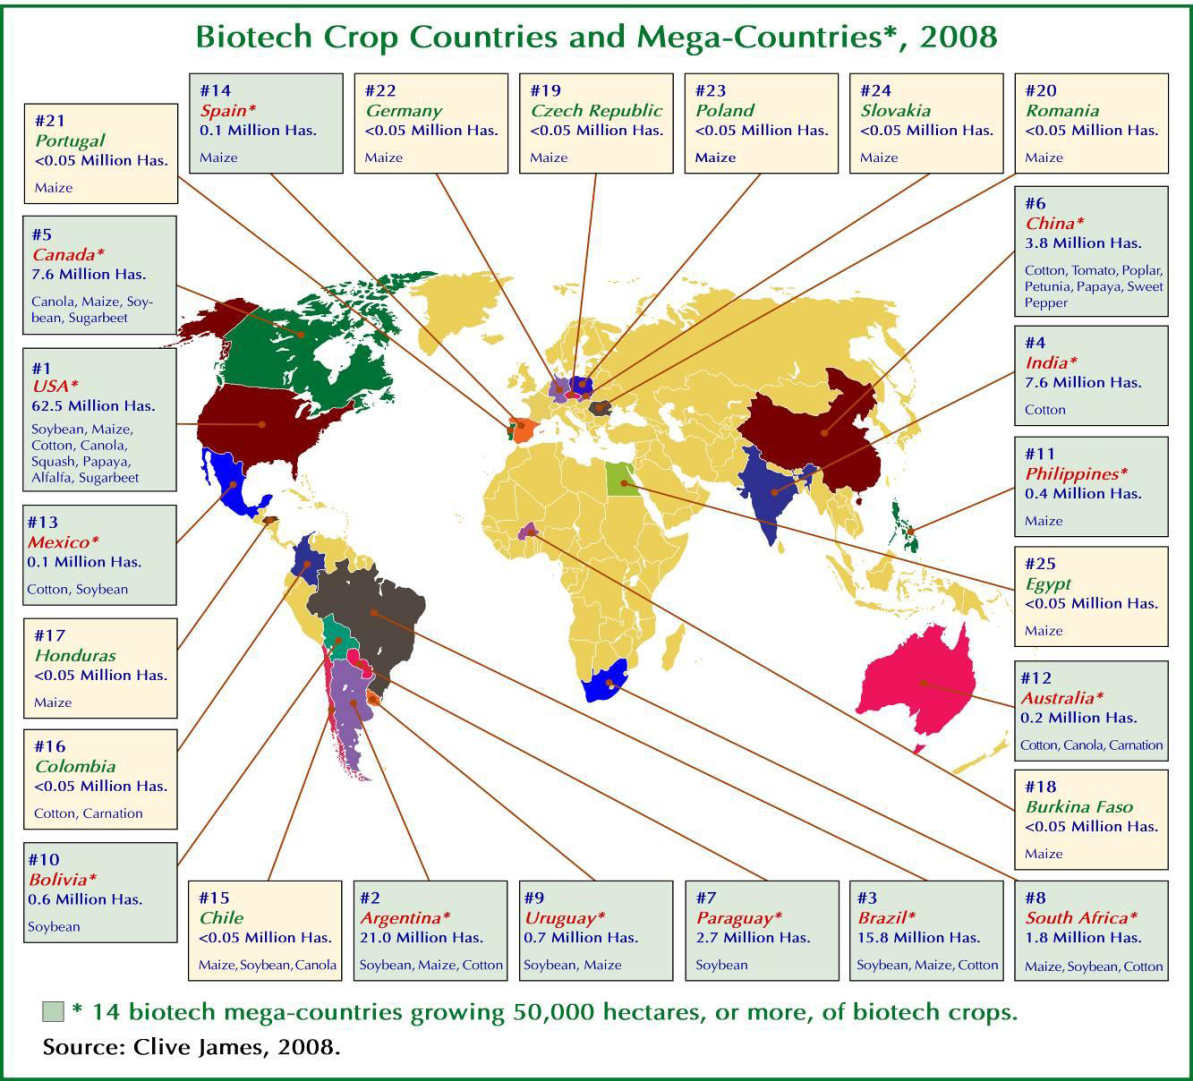 Biotech Crop Countries and Mega-Countries*, 2008
#21
Portugal
<0.05 Million Has.
Maize
#14
Spain*
0.1 Million Has.
Maize
#22
Germany
<0.05 Million Has.
Maize
#19
Czech Republic
<0.05 Million Has.
Maize
#23
Poland
<0.05 Million Has.
Maize
#24
Slovakia
<0.05 Million Has.
Maize
#20
Romania
<0.05 Million Has.
Maize
#5
Canada*
7.6 Million Has.
Canola, Maize, Soy-
bean, Sugarbeet
#1
USA*
62.5 Million Has.
Soybean, Maize,
Cotton, Canola,
Squash, Papaya,
Alfalfa, Sugarbeet
#13
Mexico*
0.1 Million Has.
Cotton, Soybean
#17
Honduras
<0.05 Million Has.
Maize
#16
Colombia
<0.05 Million Has.
Cotton, Carnation
#10
Bolivia*
0.6 Million Has.
Soybean
#6
China*
3.8 Million Has.
Cotton, Tomato, Poplar,
Petunia, Papaya, Sweet
Pepper
#4
India*
7.6 Million Has.
Cotton
#11
Philippines*
0.4 Million Has.
Maize
#25
Egypt
<0.05 Million Has.
Maize
#12
Australia*
0.2 Million Has.
Cotton, Canola, Carnation
#18
Burkina Faso
<0.05 Million Has.
Maize
#15
Chile
<0.05 Million Has.
Maize, Soybean, Canola
#2
Argentina*
21.0 Million Has.
Soybean, Maize, Cotton
#9
Uruguay*
0.7 Million Has.
Soybean, Maize
#7
Paraguay*
2.7 Million Has.
Soybean
#3
Brazil*
15.8 Million Has.
Soybean, Maize, Cotton
#8
South Africa*
1.8 Million Has.
Maize, Soybean, Cotton
* 14 biotech mega-countries growing 50,000 hectares, or more, of biotech crops.
Source: Clive James, 2008.